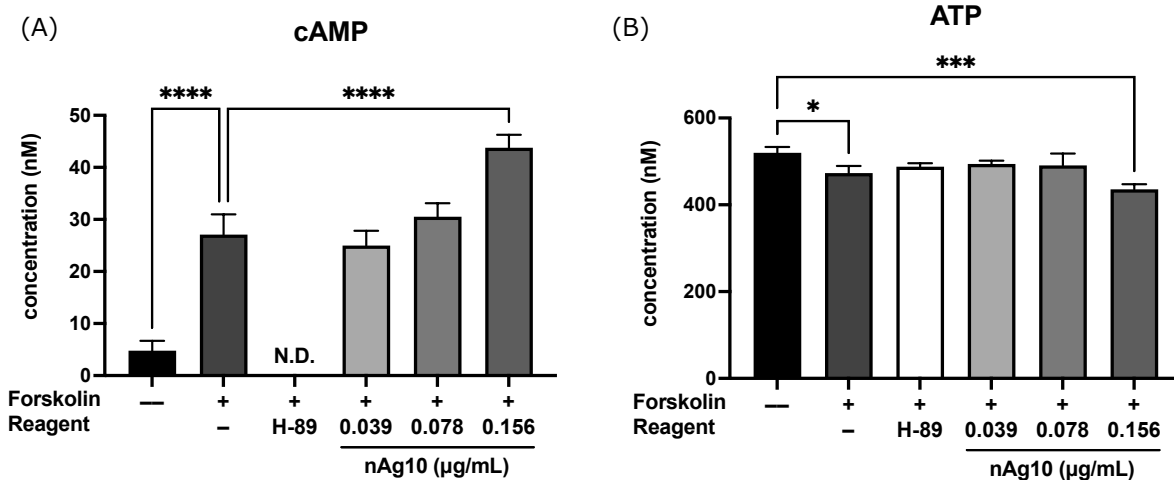 (A)
cAMP
**** ****
50
40
30
20
10
0
concentration (nM)
N.D.
Forskolin –– + + + + +
Reagent – H-89 0.039 0.078 0.156
nAg10 (µg/mL)
(B)
ATP
***
*
600
400
200
0
concentration (nM)
Forskolin –– + + + + +
Reagent – H-89 0.039 0.078 0.156
nAg10 (µg/mL)